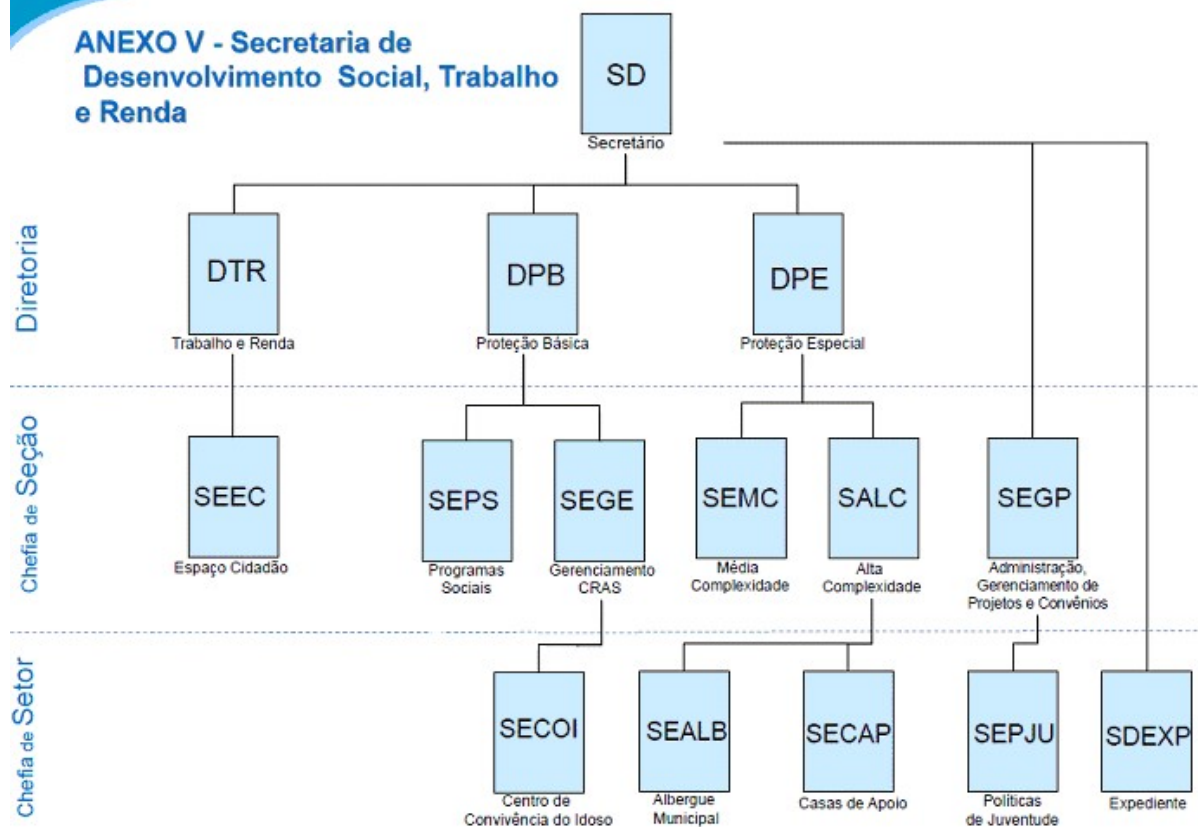 ANEXO V - Secretaria de
Desenvolvimento Social, Trabalho
e Renda
SD
Secretário
Diretoria
DTR
Trabalho e Renda
DPB
Proteção Básica
DPE
Proteção Especial
Chefia de Seção
SEEC
Espaço Cidadão
SEPS
Programas
Sociais
SEGE
Gerenciamento
CRAS
SEMC
Média
Complexidade
SALC
Alta
Complexidade
SEGP
Administração,
Gerenciamento de
Projetos e Convênios
Chefia de Setor
SECOI
Centro de
Convivência do Idoso
SEALB
Albergue
Municipal
SECAP
Casas de Apoio
SEPJU
Políticas
de Juventude
SDEXP
Expediente